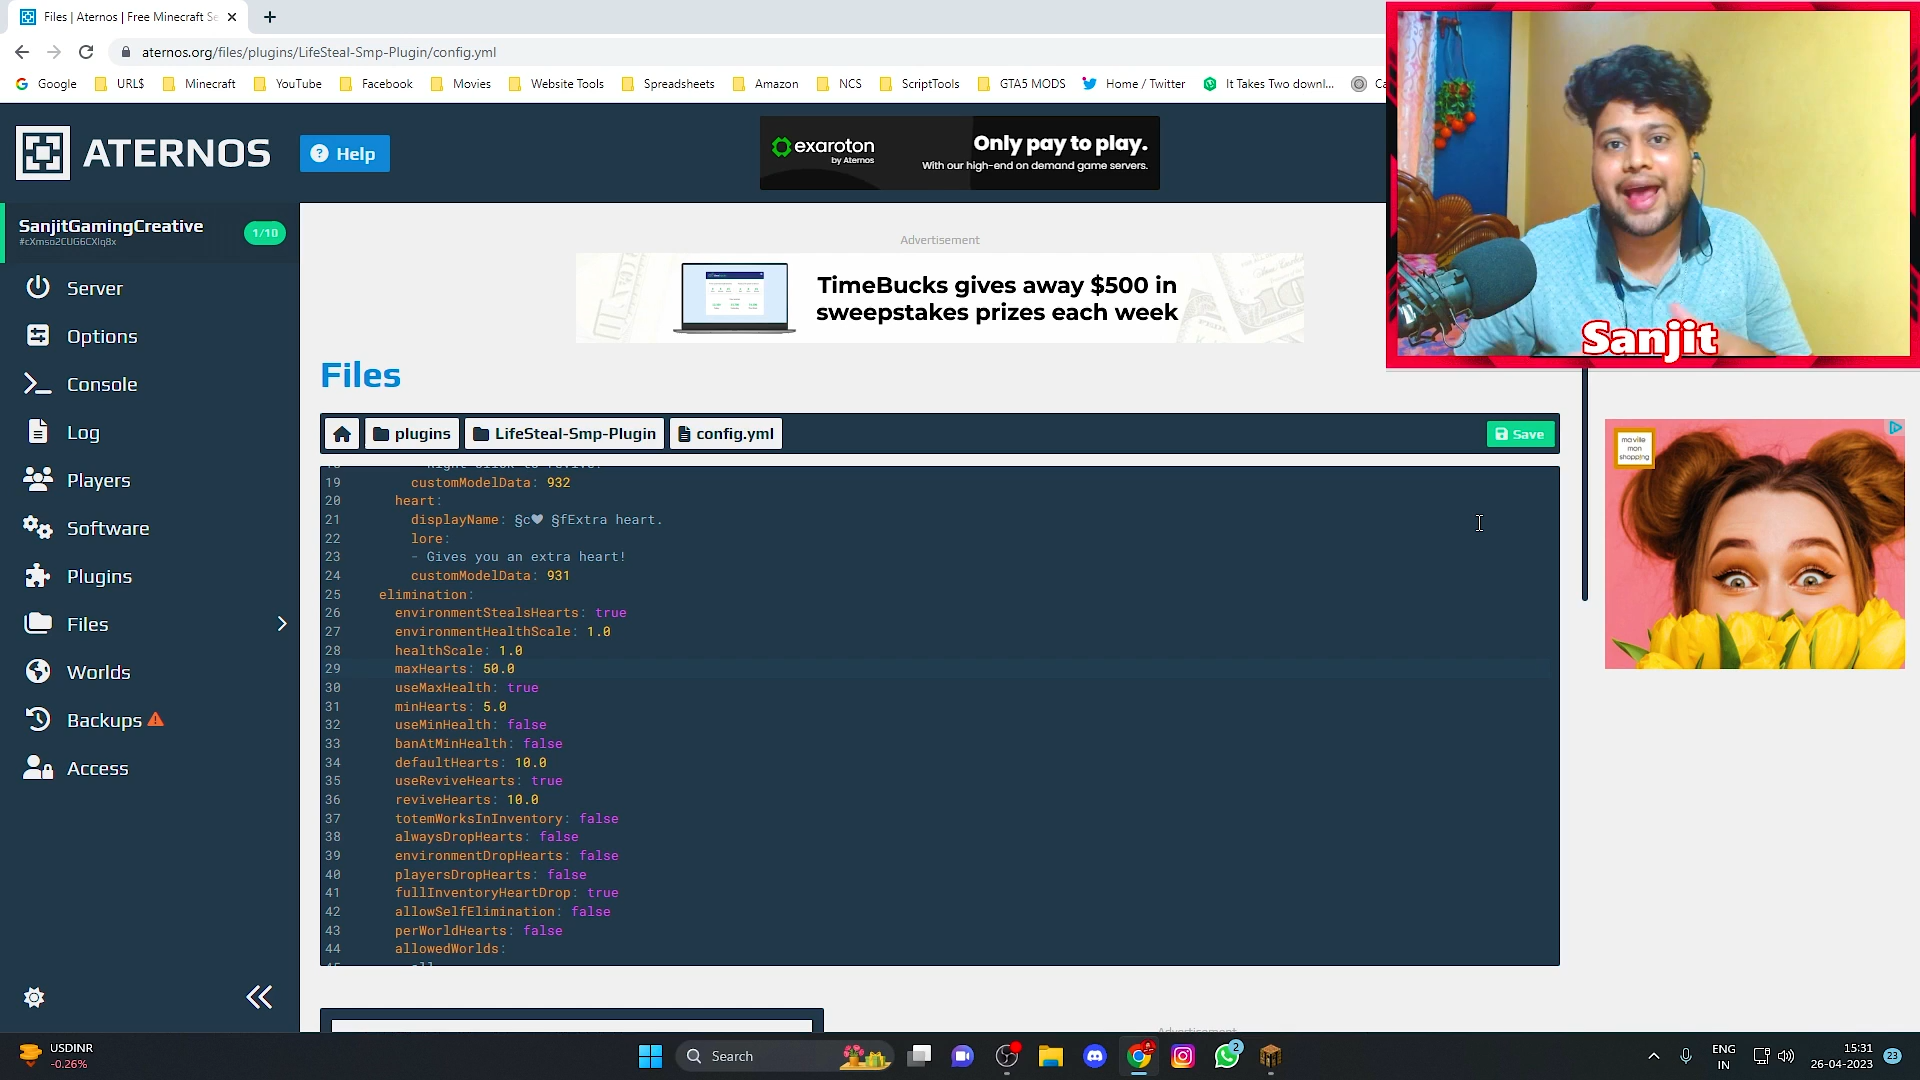 Files | Aternos | Free Minecraft Se
aternos.org/files/plugins/LifeSteal-Smp-Plugin/config.yml
Google URL$ Minecraft YouTube Facebook Movies Website Tools Spreadsheets Amazon NCS ScriptTools GTA5 MODS Home / Twitter It Takes Two downl... Ca
ATERNOS
Help
exaroton
by Aternos
Only pay to play.
With our high-end on demand game servers.
Sanjit
SanjitGamingCreative
1/10
Server
Options
Console
Log
Players
Software
Plugins
Files
Worlds
Backups
Access
Advertisement
TimeBucks gives away $500 in
sweepstakes prizes each week
Files
plugins LifeSteal-Smp-Plugin config.yml
Save
19 customModelData: 932
20 heart:
21 displayName: §c♥ §fExtra heart.
22 lore:
23 - Gives you an extra heart!
24 customModelData: 931
25 elimination:
26 environmentStealsHearts: true
27 environmentHealthScale: 1.0
28 healthScale: 1.0
29 maxHearts: 50.0
30 useMaxHealth: true
31 minHearts: 5.0
32 useMinHealth: false
33 banAtMinHealth: false
34 defaultHearts: 10.0
35 useReviveHearts: true
36 reviveHearts: 10.0
37 totemWorksInInventory: false
38 alwaysDropHearts: false
39 environmentDropHearts: false
40 playersDropHearts: false
41 fullInventoryHeartDrop: true
42 allowSelfElimination: false
43 perWorldHearts: false
44 allowedWorlds:
ma ville
mon
shopping
Advertisement
USDINR
-0.26%
Search
2
ENG
IN
15:31
26-04-2023
23